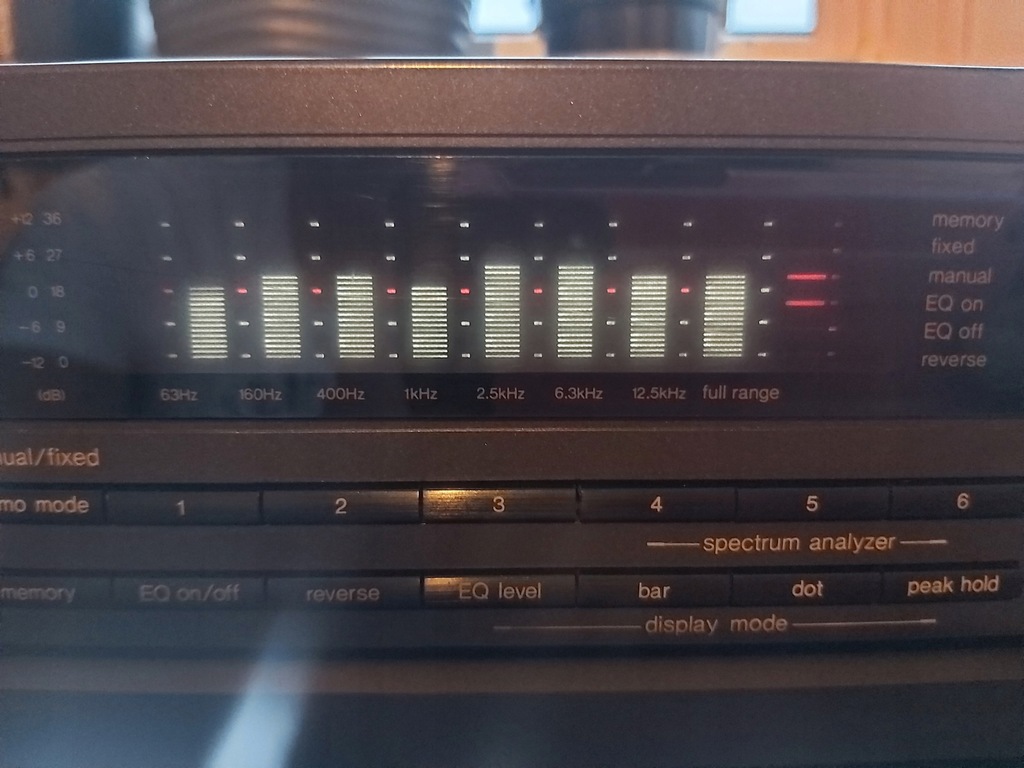 +12 36
memory
fixed
+6 27
manual
0 18
EQ on
-6 9
EQ off
-12 0
reverse
(dB) 63Hz 160Hz 400Hz 1kHz 2.5kHz 6.3kHz 12.5kHz full range
ual/fixed
mo mode 1 2 3 4 5 6
spectrum analyzer
memory EQ on/off reverse EQ level bar dot peak hold
display mode